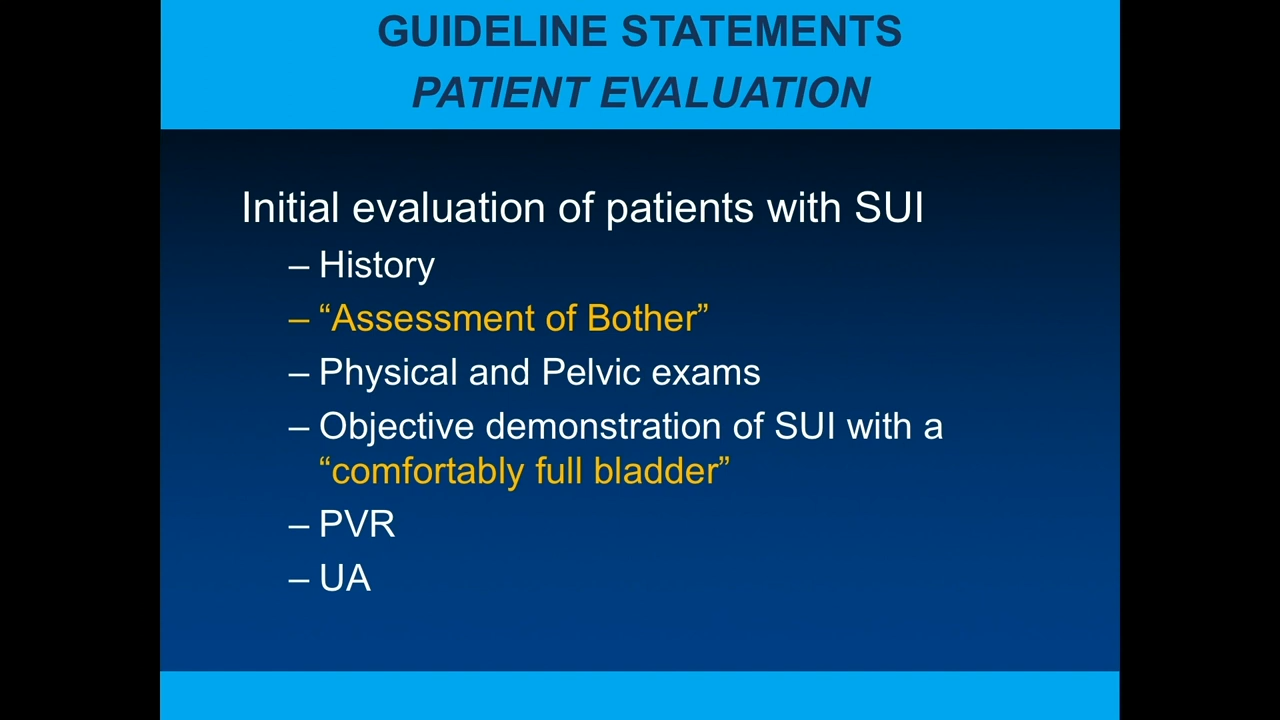 GUIDELINE STATEMENTS
PATIENT EVALUATION
Initial evaluation of patients with SUI
– History
– “Assessment of Bother”
– Physical and Pelvic exams
– Objective demonstration of SUI with a
“comfortably full bladder”
– PVR
– UA